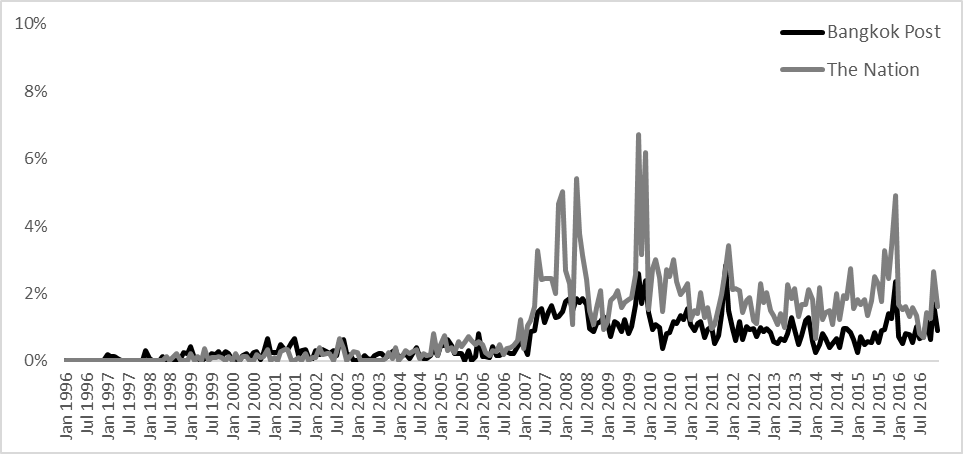 10%
8%
6%
4%
2%
0%
Bangkok Post
The Nation
Jan 1996
Jul 1996
Jan 1997
Jul 1997
Jan 1998
Jul 1998
Jan 1999
Jul 1999
Jan 2000
Jul 2000
Jan 2001
Jul 2001
Jan 2002
Jul 2002
Jan 2003
Jul 2003
Jan 2004
Jul 2004
Jan 2005
Jul 2005
Jan 2006
Jul 2006
Jan 2007
Jul 2007
Jan 2008
Jul 2008
Jan 2009
Jul 2009
Jan 2010
Jul 2010
Jan 2011
Jul 2011
Jan 2012
Jul 2012
Jan 2013
Jul 2013
Jan 2014
Jul 2014
Jan 2015
Jul 2015
Jan 2016
Jul 2016